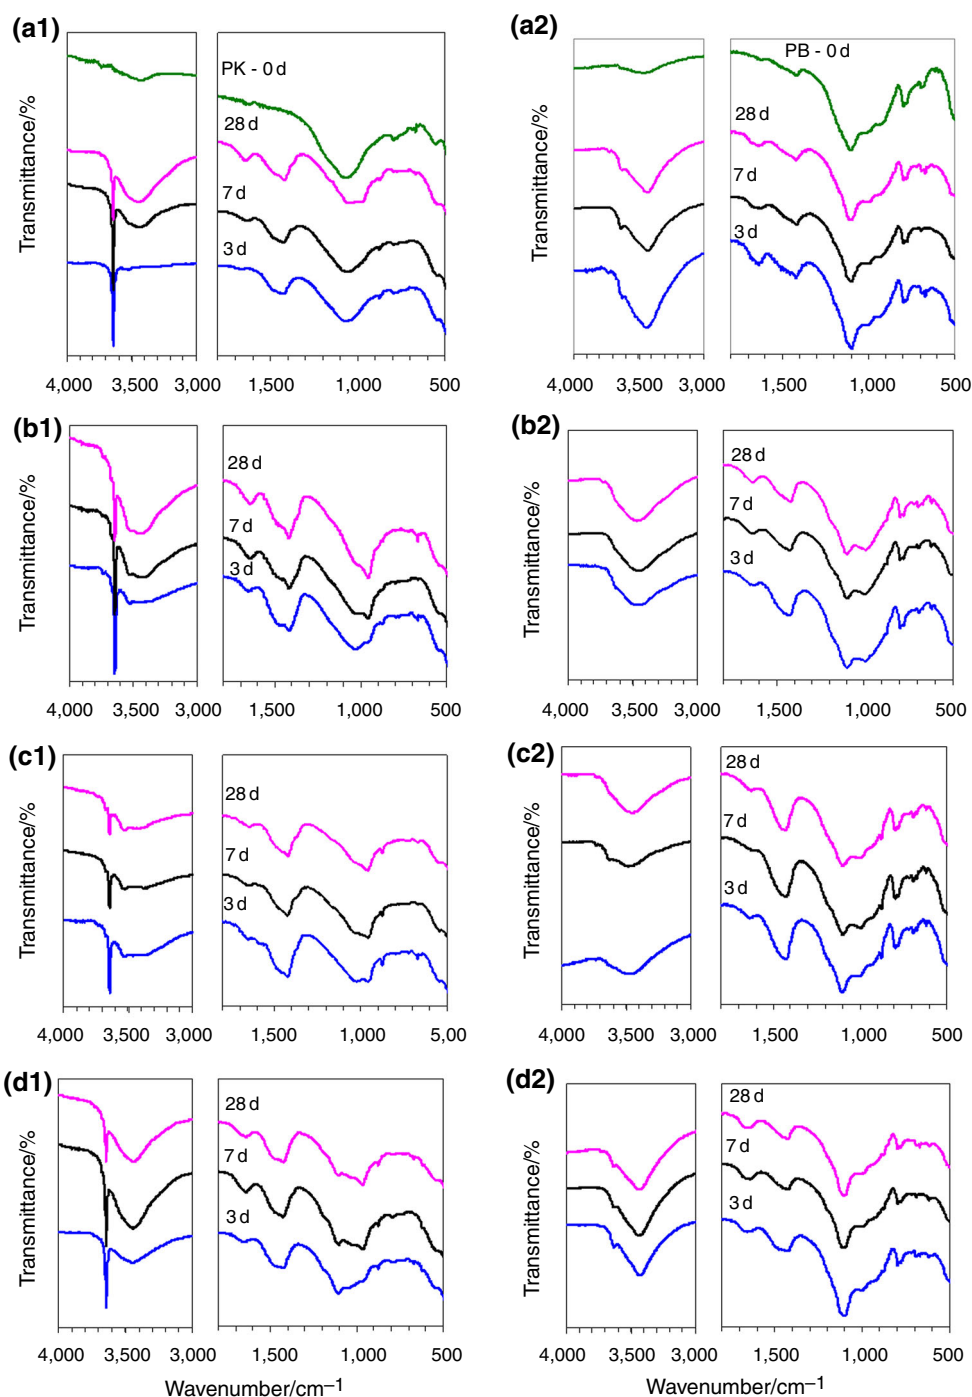 (a1)
(a2)
PK - 0 d
28 d
7 d
3 d
Transmittance/%
4,000 3,500 3,000 1,500 1,000 500
PB - 0 d
28 d
7 d
3 d
Transmittance/%
4,000 3,500 3,000 1,500 1,000 500
(b1)
(b2)
28 d
7 d
3 d
Transmittance/%
4,000 3,500 3,000 1,500 1,000 500
28 d
7 d
3 d
Transmittance/%
4,000 3,500 3,000 1,500 1,000 500
(c1)
(c2)
28 d
7 d
3 d
Transmittance/%
4,000 3,500 3,000 1,500 1,000 500
28 d
7 d
3 d
Transmittance/%
4,000 3,500 3,000 1,500 1,000 500
(d1)
(d2)
28 d
7 d
3 d
Transmittance/%
4,000 3,500 3,000 1,500 1,000 500
Wavenumber/cm⁻¹
28 d
7 d
3 d
Transmittance/%
4,000 3,500 3,000 1,500 1,000 500
Wavenumber/cm⁻¹